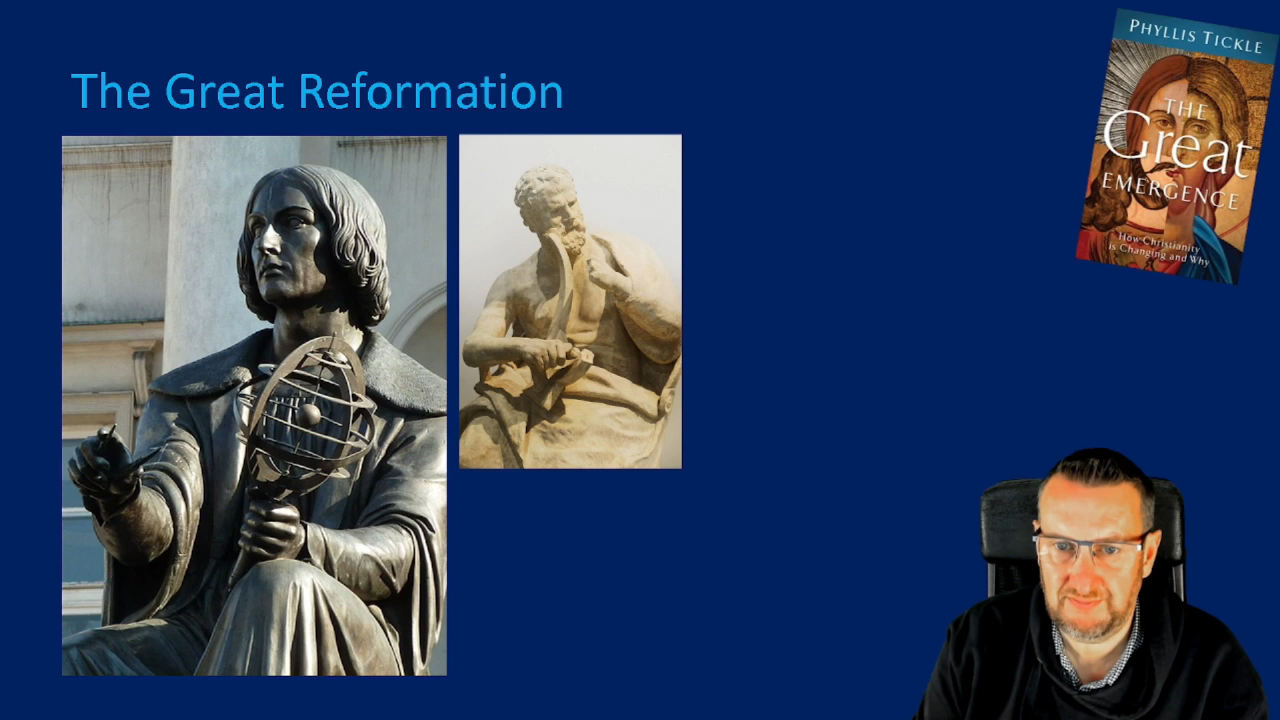 The Great Reformation
PHYLLIS TICKLE
THE
Great
EMERGENCE
How Christianity
is Changing and Why